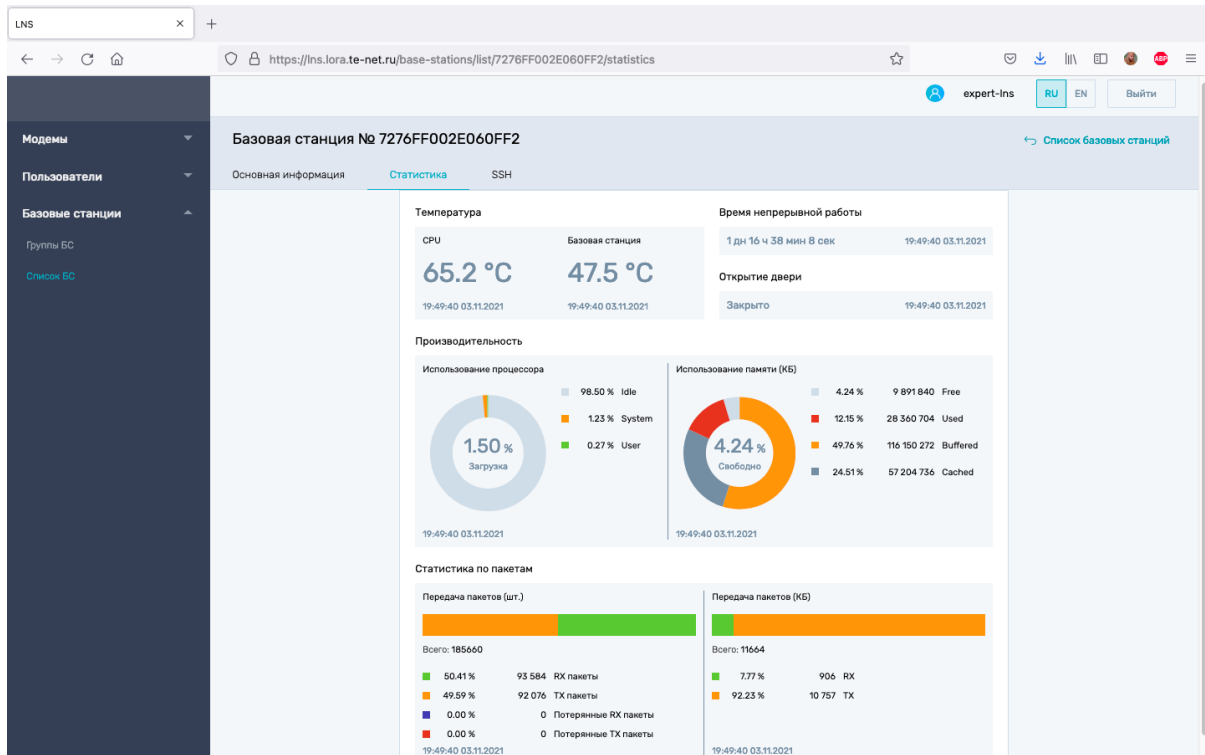 LNS
https://lns.lora.te-net.ru/base-stations/list/7276FF002E060FF2/statistics
ABP
expert-lns
RU
EN
Выйти
Модемы
Пользователи
Базовые станции
Группы БС
Список БС
Базовая станция № 7276FF002E060FF2
Список базовых станций
Основная информация
Статистика
SSH
Температура
CPU
Базовая станция
65.2 °C
47.5 °C
19:49:40 03.11.2021
19:49:40 03.11.2021
Время непрерывной работы
1 дн 16 ч 38 мин 8 сек
19:49:40 03.11.2021
Открытие двери
Закрыто
19:49:40 03.11.2021
Производительность
Использование процессора
1.50 %
Загрузка
98.50 % Idle
1.23 % System
0.27 % User
19:49:40 03.11.2021
Использование памяти (КБ)
4.24 %
Свободно
4.24 % 9 891 840 Free
12.15 % 28 360 704 Used
49.76 % 116 150 272 Buffered
24.51 % 57 204 736 Cached
19:49:40 03.11.2021
Статистика по пакетам
Передача пакетов (шт.)
Всего: 185660
50.41 % 93 584 RX пакеты
49.59 % 92 076 TX пакеты
0.00 % 0 Потерянные RX пакеты
0.00 % 0 Потерянные TX пакеты
19:49:40 03.11.2021
Передача пакетов (КБ)
Всего: 11664
7.77 % 906 RX
92.23 % 10 757 TX
19:49:40 03.11.2021